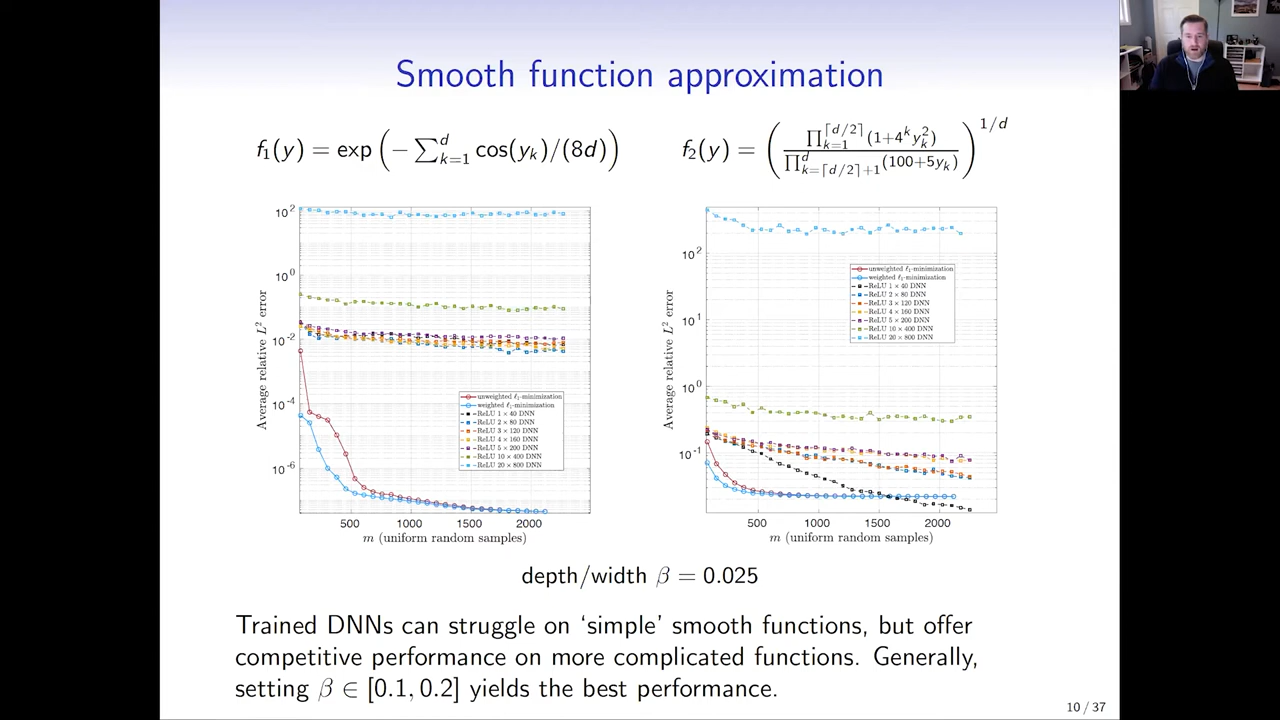 Smooth function approximation
f₁(y) = exp(−∑ᵈₖ₌₁ cos(yₖ)/(8d))
f₂(y) = (∏_{k=1}^{⌈d/2⌉}(1+4ᵏyₖ²) / ∏_{k=⌈d/2⌉+1}^{d}(100+5yₖ))^{1/d}
Average relative L² error
10²
10⁰
10⁻²
10⁻⁴
10⁻⁶
unweighted ℓ₁-minimization
weighted ℓ₁-minimization
ReLU 1 × 40 DNN
ReLU 2 × 80 DNN
ReLU 3 × 120 DNN
ReLU 4 × 160 DNN
ReLU 5 × 200 DNN
ReLU 10 × 400 DNN
ReLU 20 × 800 DNN
500 1000 1500 2000
m (uniform random samples)
Average relative L² error
10²
10¹
10⁰
10⁻¹
unweighted ℓ₁-minimization
weighted ℓ₁-minimization
ReLU 1 × 40 DNN
ReLU 2 × 80 DNN
ReLU 3 × 120 DNN
ReLU 4 × 160 DNN
ReLU 5 × 200 DNN
ReLU 10 × 400 DNN
ReLU 20 × 800 DNN
500 1000 1500 2000
m (uniform random samples)
depth/width β = 0.025
Trained DNNs can struggle on ‘simple’ smooth functions, but offer
competitive performance on more complicated functions. Generally,
setting β ∈ [0.1, 0.2] yields the best performance.
10 / 37